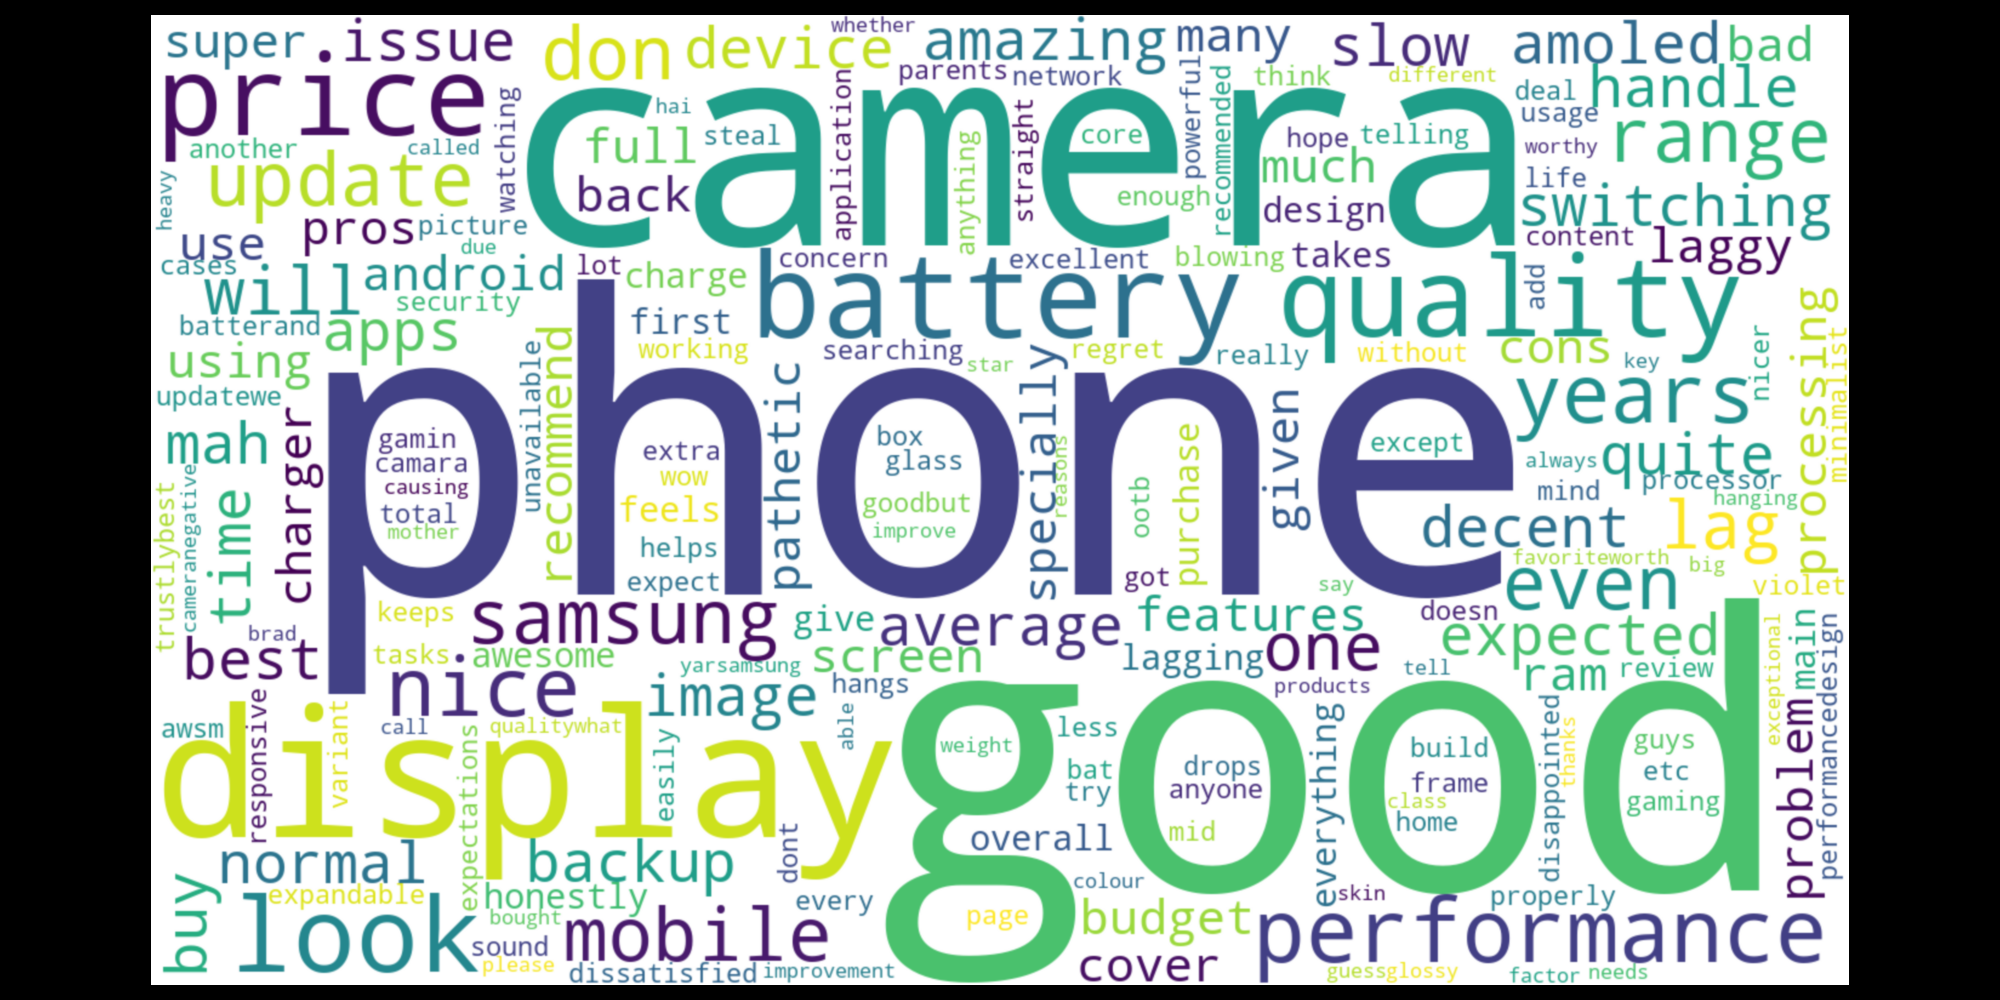 super
issue
don
device
whether
amazing
many
slow
amoled
bad
price
parents
network
think
different
deal
handle
watching
hai
camera
application
powerful
recommended
usage
another
called
full
steal
anything
straight
core
hope
telling
worthy
range
update
back
enough
much
life
heavy
design
switching
pros
picture
due
use
concern
excellent
blowing
takes
content
laggy
cases
will
android
lot
charge
battery
quality
add
security
batterand
apps
first
working
searching
star
regret
really
without
cons
key
nicer
processing
minimalist
using
unavailable
recommend
phone
pathetic
specially
reasons
given
years
updatewe
mah
charger
gamin
camara
causing
total
mother
extra
wow
feels
helps
expect
box
glass
goodbut
improve
ootb
purchase
except
always
quite
processor
mind
hanging
decent
lag
trustlybest
cameranegative
time
got
say
favoriteworth
big
even
violet
keeps
samsung
give
average
features
doesn
expected
brad
best
tasks
awesome
yarsamsung
screen
lagging
one
tell
ram
review
exceptional
main
performancedesign
nice
image
hangs
products
awsm
responsive
variant
call
qualitywhat
able
less
display
expectations
easily
good
weight
bat
try
drops
anyone
mid
everything
build
frame
class
home
disappointed
thanks
guys
etc
gaming
problem
overall
normal
backup
dont
colour
buy
expandable
honestly
bought
every
page
budget
skin
properly
look
sound
mobile
performance
please
dissatisfied
improvement
cover
guessglossy
factor
needs